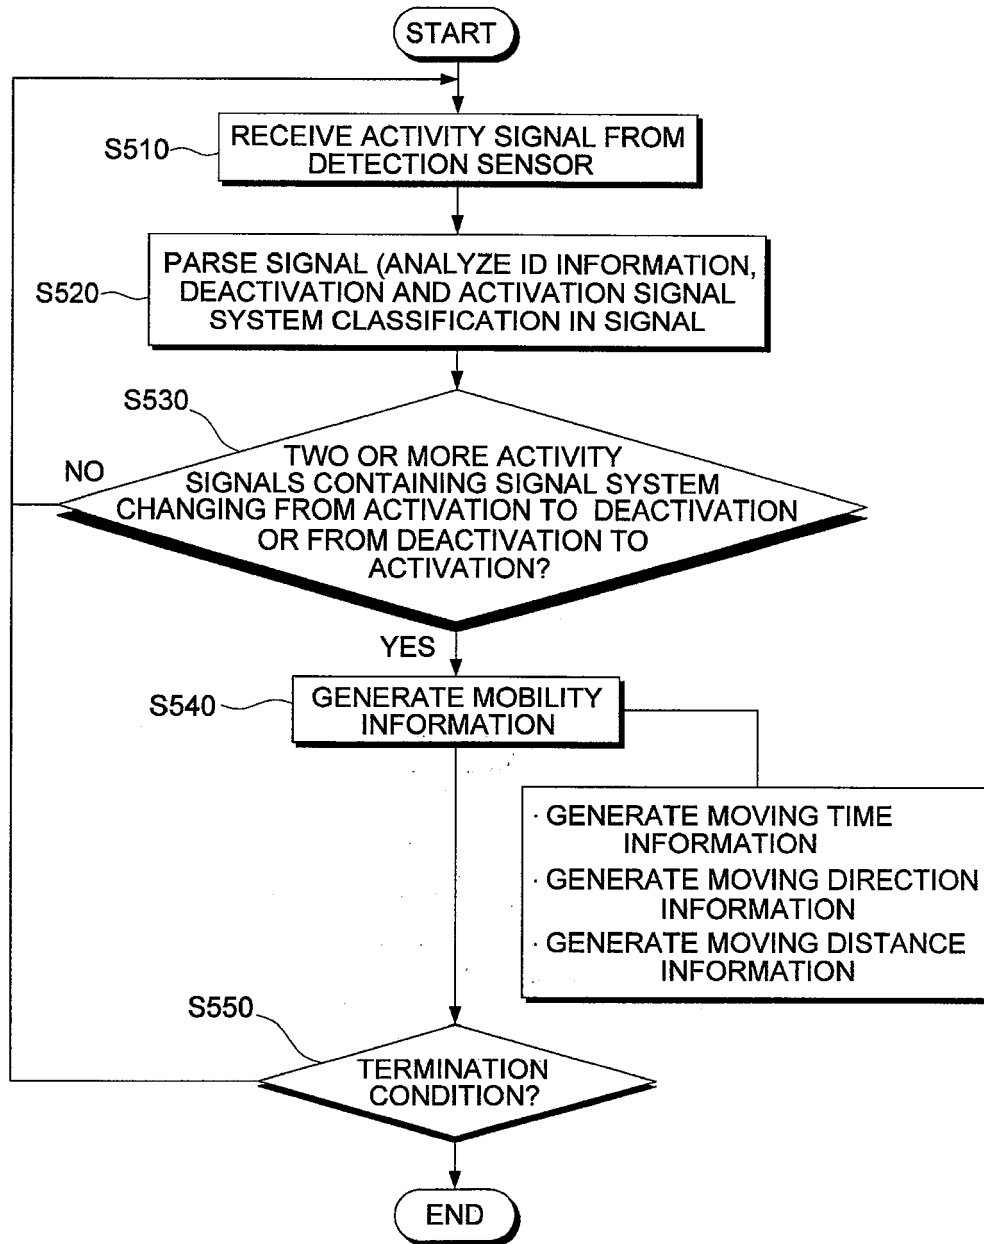 START
S510
RECEIVE ACTIVITY SIGNAL FROM
DETECTION SENSOR
S520
PARSE SIGNAL (ANALYZE ID INFORMATION,
DEACTIVATION AND ACTIVATION SIGNAL
SYSTEM CLASSIFICATION IN SIGNAL
S530
NO
TWO OR MORE ACTIVITY
SIGNALS CONTAINING SIGNAL SYSTEM
CHANGING FROM ACTIVATION TO DEACTIVATION
OR FROM DEACTIVATION TO
ACTIVATION?
YES
S540
GENERATE MOBILITY
INFORMATION
· GENERATE MOVING TIME
INFORMATION
· GENERATE MOVING DIRECTION
INFORMATION
· GENERATE MOVING DISTANCE
INFORMATION
S550
TERMINATION
CONDITION?
END